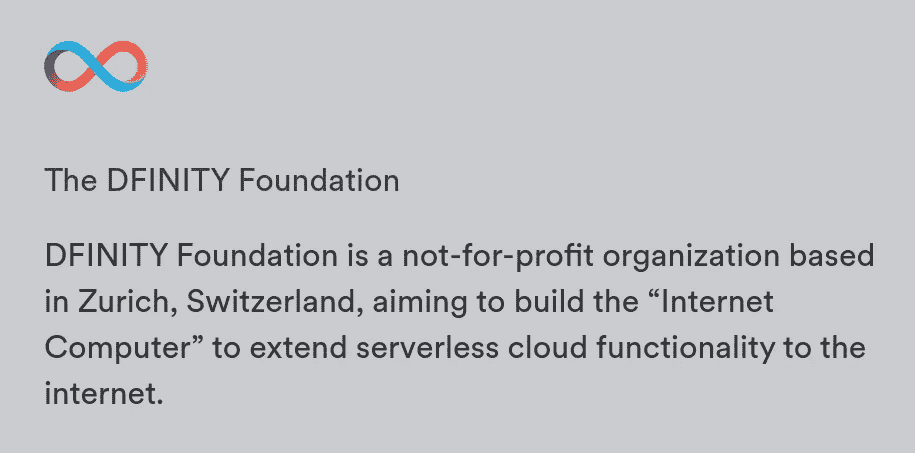 The DFINITY Foundation
DFINITY Foundation is a not-for-profit organization based
in Zurich, Switzerland, aiming to build the “Internet
Computer” to extend serverless cloud functionality to the
internet.